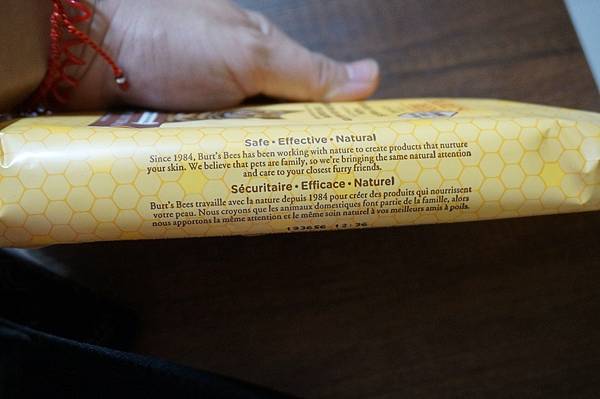 Safe • Effective • Natural
Since 1984, Burt's Bees has been working with nature to create products that nurture
your skin. We believe that pets are family, so we're bringing the same natural attention
and care to your closest furry friends.
Sécuritaire • Efficace • Naturel
Burt's Bees travaille avec la nature depuis 1984 pour créer des produits qui nourrissent
votre peau. Nous croyons que les animaux domestiques font partie de la famille, alors
nous apportons la même attention et le même soin naturel à vos meilleurs amis à poils.
193656 12:36